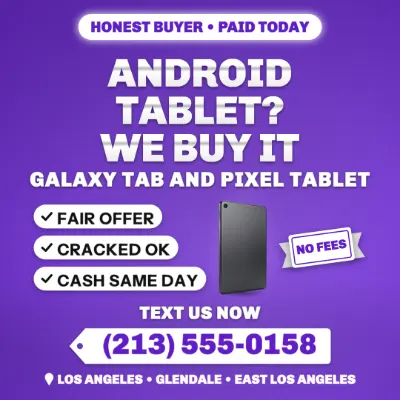 HONEST BUYER • PAID TODAY
ANDROID
TABLET?
WE BUY IT
GALAXY TAB AND PIXEL TABLET
✓ FAIR OFFER
✓ CRACKED OK
✓ CASH SAME DAY
NO FEES
TEXT US NOW
(213) 555-0158
LOS ANGELES • GLENDALE • EAST LOS ANGELES